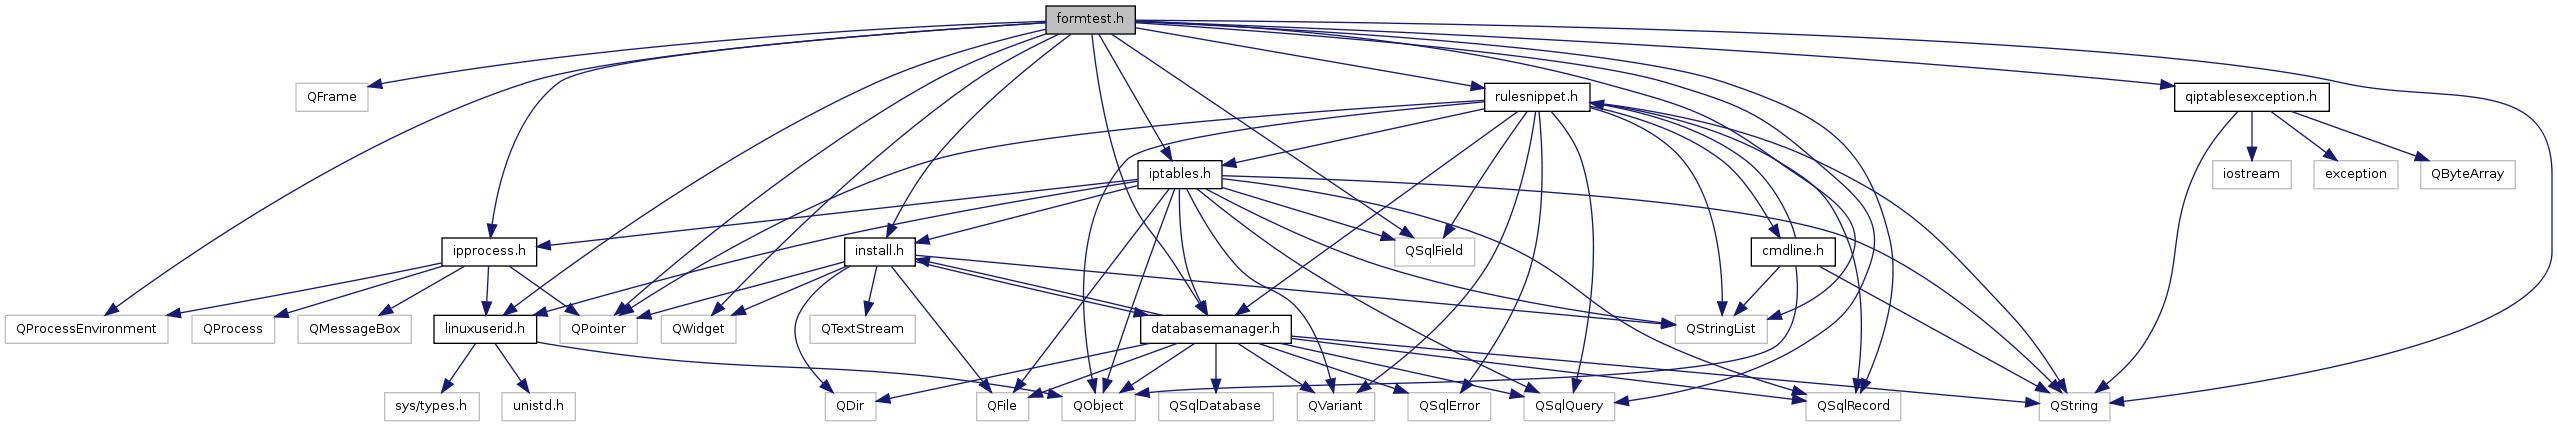 formtest.h
QFrame
rulesnippet.h
qiptablesexception.h
iptables.h
iostream
exception
QByteArray
ipprocess.h
install.h
QSqlField
cmdline.h
QProcessEnvironment
QProcess
QMessageBox
linuxuserid.h
QPointer
QWidget
QTextStream
databasemanager.h
QStringList
sys/types.h
unistd.h
QDir
QFile
QObject
QSqlDatabase
QVariant
QSqlError
QSqlQuery
QSqlRecord
QString